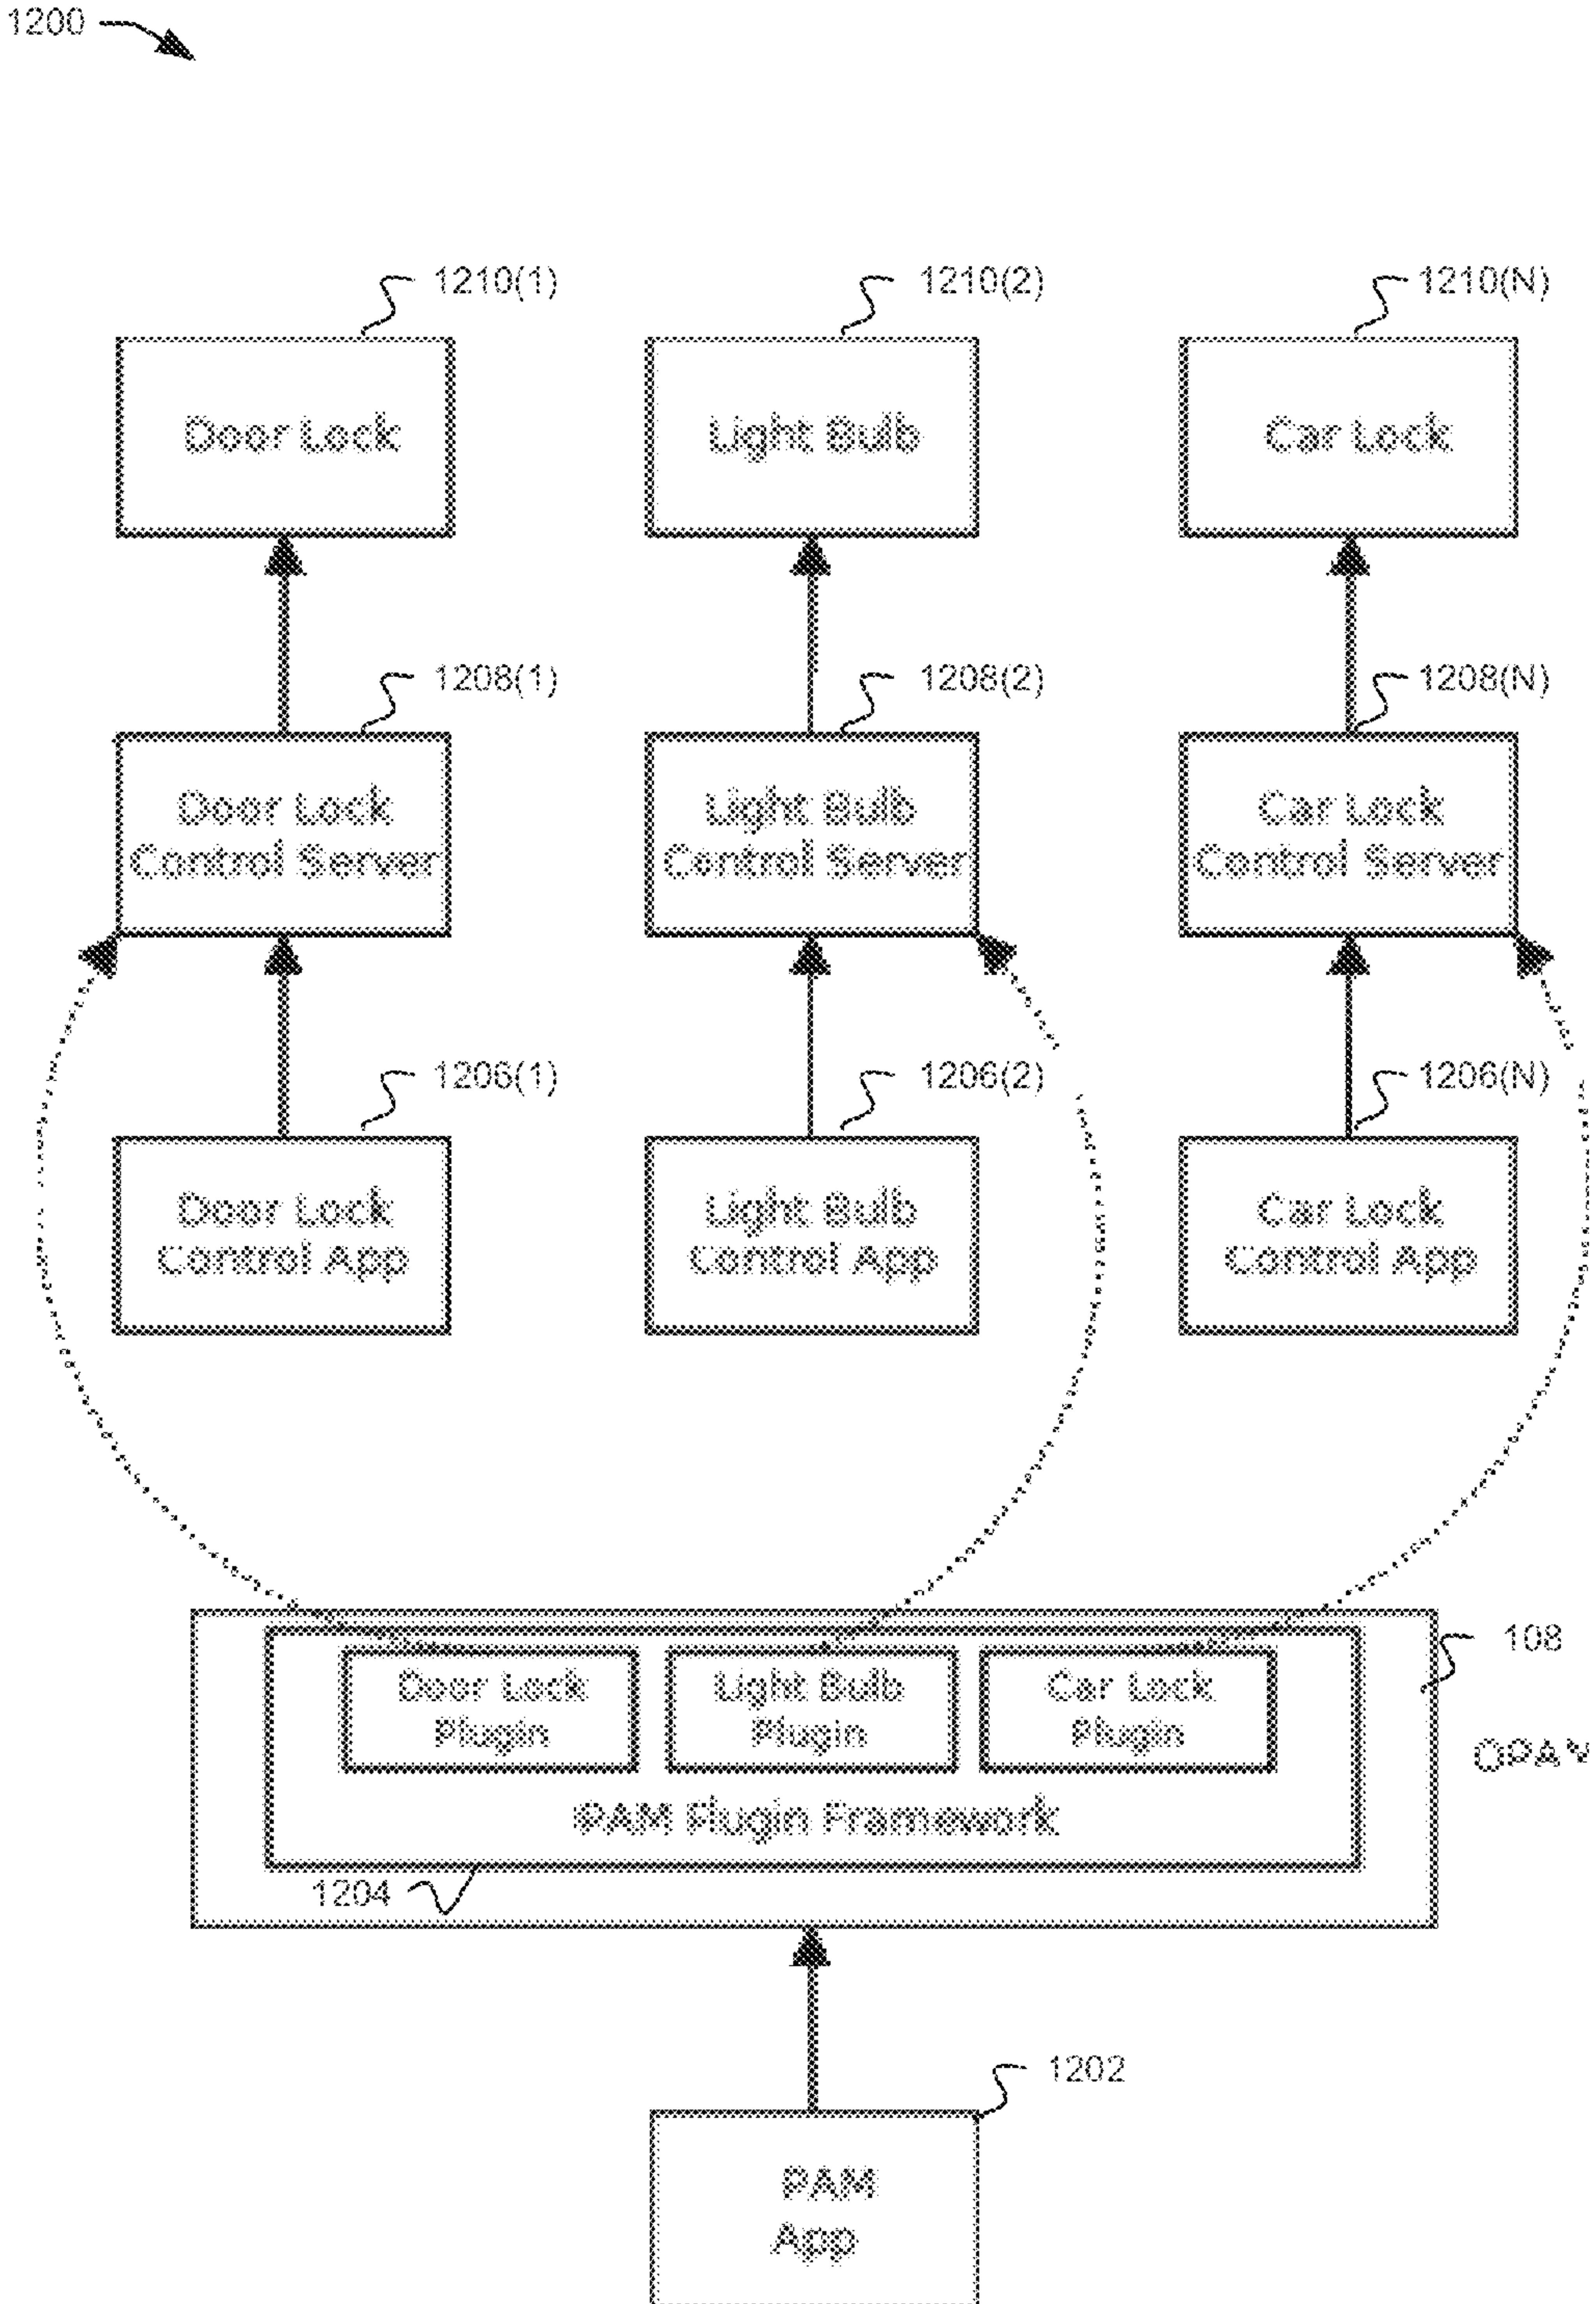 1200
1210(1)
1210(2)
1210(N)
Door Lock
Light Bulb
Car Lock
1208(1)
1208(2)
1208(N)
Door Lock
Control Server
Light Bulb
Control Server
Car Lock
Control Server
1206(1)
1206(2)
1206(N)
Door Lock
Control App
Light Bulb
Control App
Car Lock
Control App
108
Door Lock
Plugin
Light Bulb
Plugin
Car Lock
Plugin
PAM Plugin Framework
1204
1202
PAM
App